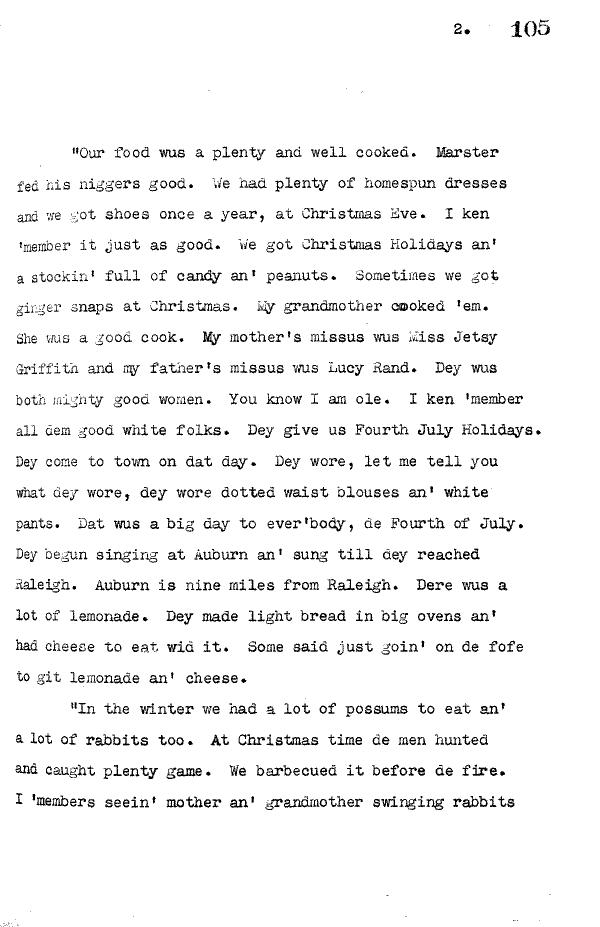 2. 105
"Our food wus a plenty and well cooked. Marster
fed his niggers good. We had plenty of homespun dresses
and we got shoes once a year, at Christmas Eve. I ken
'member it just as good. We got Christmas Holidays an'
a stockin' full of candy an' peanuts. Sometimes we got
ginger snaps at Christmas. My grandmother cooked 'em.
She wus a good cook. My mother's missus wus Miss Jetsy
Griffith and my father's missus wus Lucy Rand. Dey wus
both mighty good women. You know I am ole. I ken 'member
all dem good white folks. Dey give us Fourth July Holidays.
Dey come to town on dat day. Dey wore, let me tell you
what dey wore, dey wore dotted waist blouses an' white
pants. Dat wus a big day to ever'body, de Fourth of July.
Dey begun singing at Auburn an' sung till dey reached
Raleigh. Auburn is nine miles from Raleigh. Dere wus a
lot of lemonade. Dey made light bread in big ovens an'
had cheese to eat wid it. Some said just goin' on de fofe
to git lemonade an' cheese.
"In the winter we had a lot of possums to eat an'
a lot of rabbits too. At Christmas time de men hunted
and caught plenty game. We barbecued it before de fire.
I 'members seein' mother an' grandmother swinging rabbits